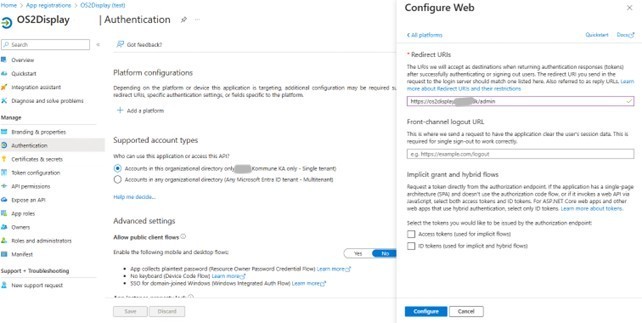 Home > App registrations > OS2Display (test)
OS2Display | Authentication
Search
Got feedback?
Overview
Quickstart
Integration assistant
Diagnose and solve problems
Manage
Branding & properties
Authentication
Certificates & secrets
Token configuration
API permissions
Expose an API
App roles
Owners
Roles and administrators
Manifest
Support + Troubleshooting
New support request
Platform configurations
Depending on the platform or device this application is targeting, additional configuration may be required su
redirect URIs, specific authentication settings, or fields specific to the platform.
Add a platform
Supported account types
Who can use this application or access this API?
Accounts in this organizational directory only Kommune KA only - Single tenant)
Accounts in any organizational directory (Any Microsoft Entra ID tenant - Multitenant)
Help me decide...
Advanced settings
Allow public client flows
Enable the following mobile and desktop flows:
Yes No
• App collects plaintext password (Resource Owner Password Credential Flow) Learn more
• No keyboard (Device Code Flow) Learn more
• SSO for domain-joined Windows (Windows Integrated Auth Flow) Learn more
Save Discard
Configure Web
All platforms
Quickstart Docs
* Redirect URIs
The URIs we will accept as destinations when returning authentication responses (tokens)
after successfully authenticating or signing out users. The redirect URI you send in the
request to the login server should match one listed here. Also referred to as reply URLs. Learn
more about Redirect URIs and their restrictions
https://os2display k/admin
Front-channel logout URL
This is where we send a request to have the application clear the user's session data. This is
required for single sign-out to work correctly.
e.g. https://example.com/logout
Implicit grant and hybrid flows
Request a token directly from the authorization endpoint. If the application has a single-page
architecture (SPA) and doesn't use the authorization code flow, or if it invokes a web API via
JavaScript, select both access tokens and ID tokens. For ASP.NET Core web apps and other
web apps that use hybrid authentication, select only ID tokens. Learn more about tokens.
Select the tokens you would like to be issued by the authorization endpoint:
Access tokens (used for implicit flows)
ID tokens (used for implicit and hybrid flows)
Configure Cancel